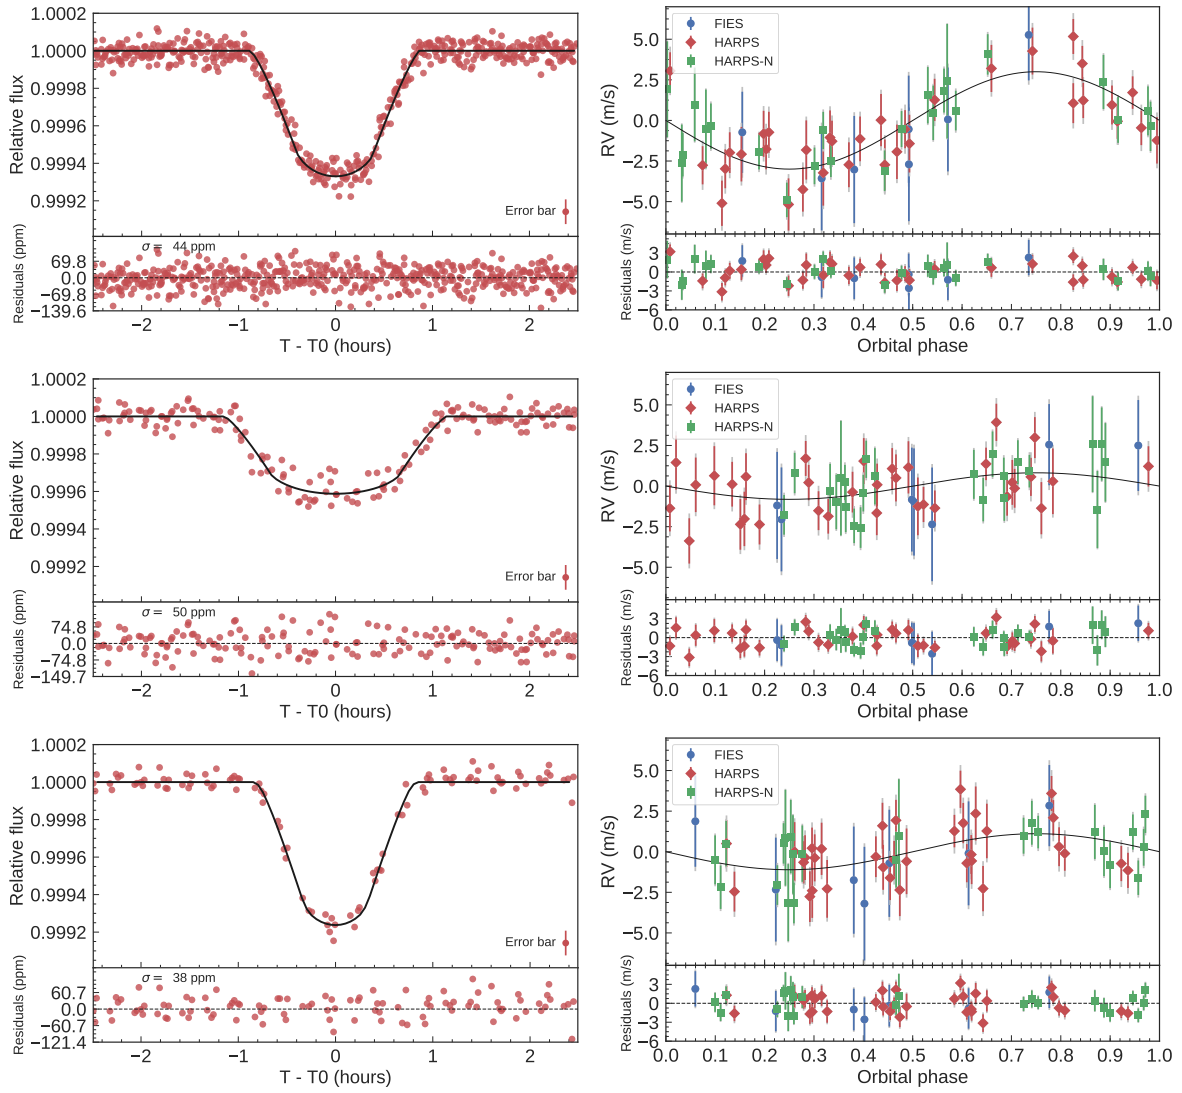 1.0002
1.0000
0.9998
0.9996
0.9994
0.9992
Relative flux
Error bar
σ = 44 ppm
69.8
0.0
−69.8
−139.6
Residuals (ppm)
−2 −1 0 1 2
T - T0 (hours)
FIES
HARPS
HARPS-N
5.0
2.5
0.0
−2.5
−5.0
RV (m/s)
3
0
−3
−6
Residuals (m/s)
0.0 0.1 0.2 0.3 0.4 0.5 0.6 0.7 0.8 0.9 1.0
Orbital phase
1.0002
1.0000
0.9998
0.9996
0.9994
0.9992
Relative flux
Error bar
σ = 50 ppm
74.8
0.0
−74.8
−149.7
Residuals (ppm)
−2 −1 0 1 2
T - T0 (hours)
FIES
HARPS
HARPS-N
5.0
2.5
0.0
−2.5
−5.0
RV (m/s)
3
0
−3
−6
Residuals (m/s)
0.0 0.1 0.2 0.3 0.4 0.5 0.6 0.7 0.8 0.9 1.0
Orbital phase
1.0002
1.0000
0.9998
0.9996
0.9994
0.9992
Relative flux
Error bar
σ = 38 ppm
60.7
0.0
−60.7
−121.4
Residuals (ppm)
−2 −1 0 1 2
T - T0 (hours)
FIES
HARPS
HARPS-N
5.0
2.5
0.0
−2.5
−5.0
RV (m/s)
3
0
−3
−6
Residuals (m/s)
0.0 0.1 0.2 0.3 0.4 0.5 0.6 0.7 0.8 0.9 1.0
Orbital phase